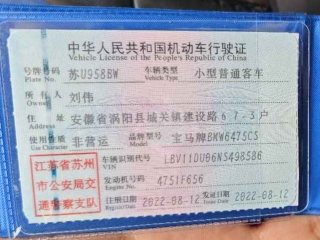 中华人民共和国机动车行驶证
Vehicle License of the People's Republic of China
号牌号码 苏U958BW 车辆类型 小型普通客车
Plate No. Vehicle Type
所有人 刘伟
Owner
住址 安徽省涡阳县城关镇建设路67-3户
Address
使用性质 非营运 品牌型号 宝马牌BMW6475CS
Use Character Model
江苏省苏州
市公安局交
通警察支队
车辆识别代号 LBV11DU06NS498586
VIN
发动机号码 4751F656
Engine No.
注册日期 2022-08-12 发证日期 2022-08-12
Register Date Issue Date